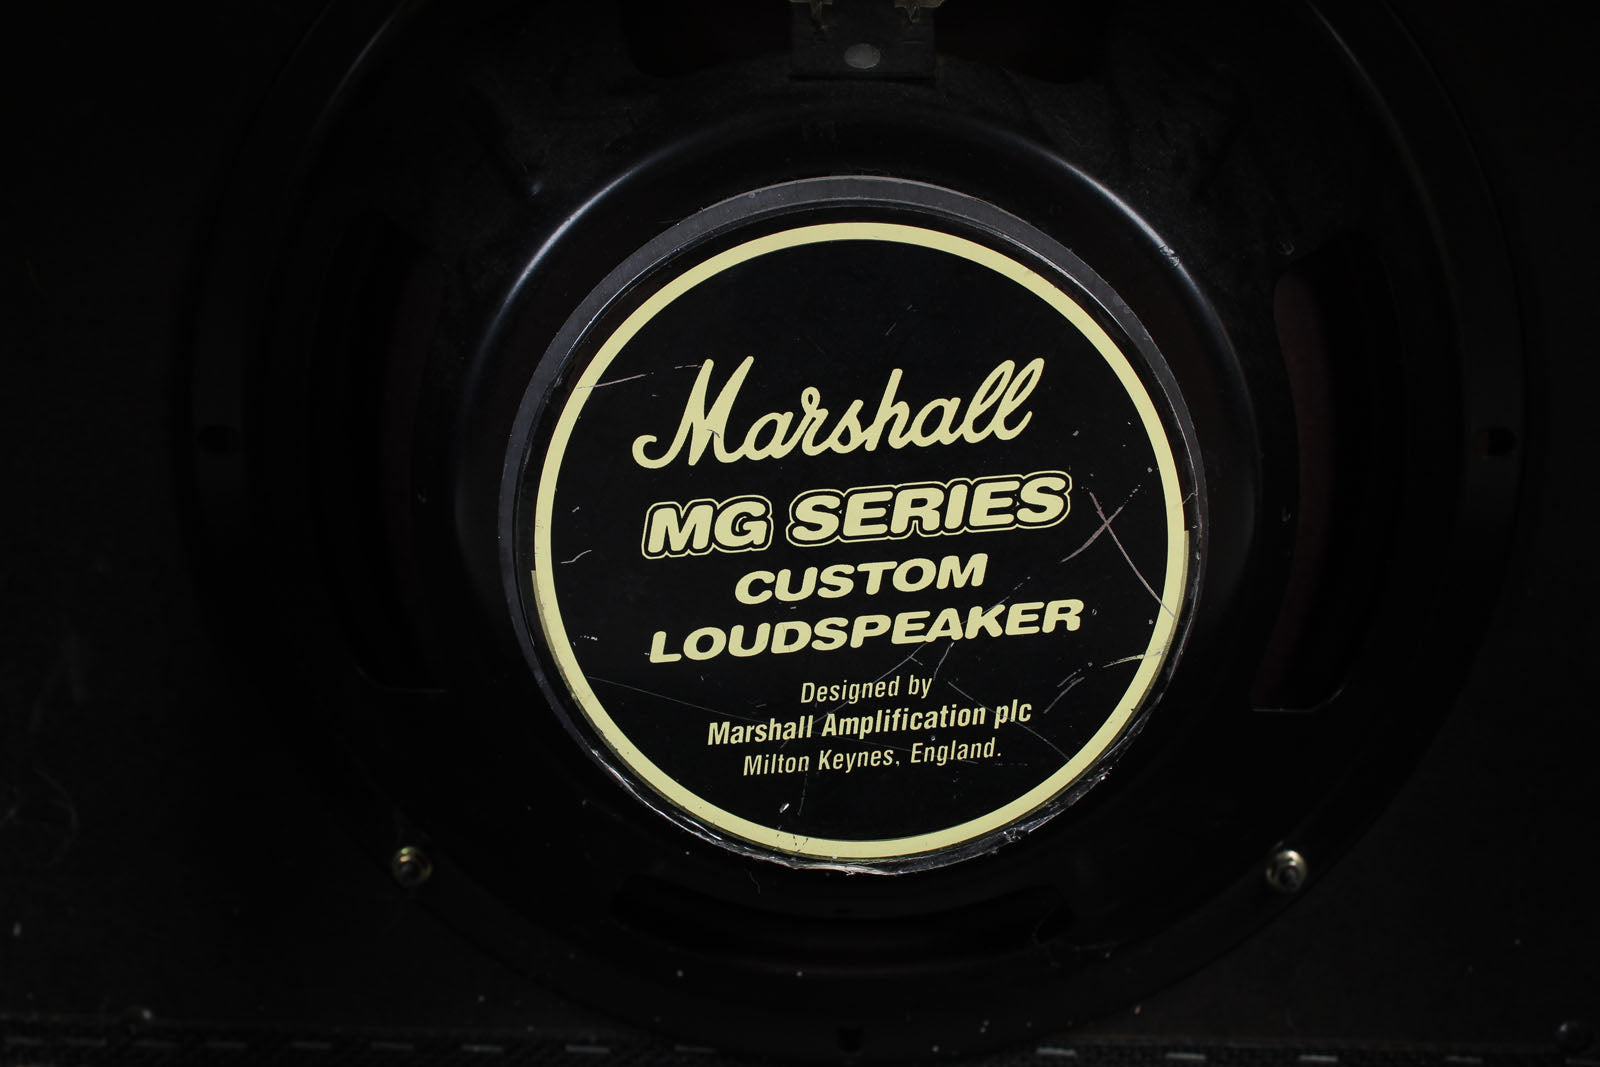 Marshall
MG SERIES
CUSTOM
LOUDSPEAKER
Designed by
Marshall Amplification plc
Milton Keynes, England.